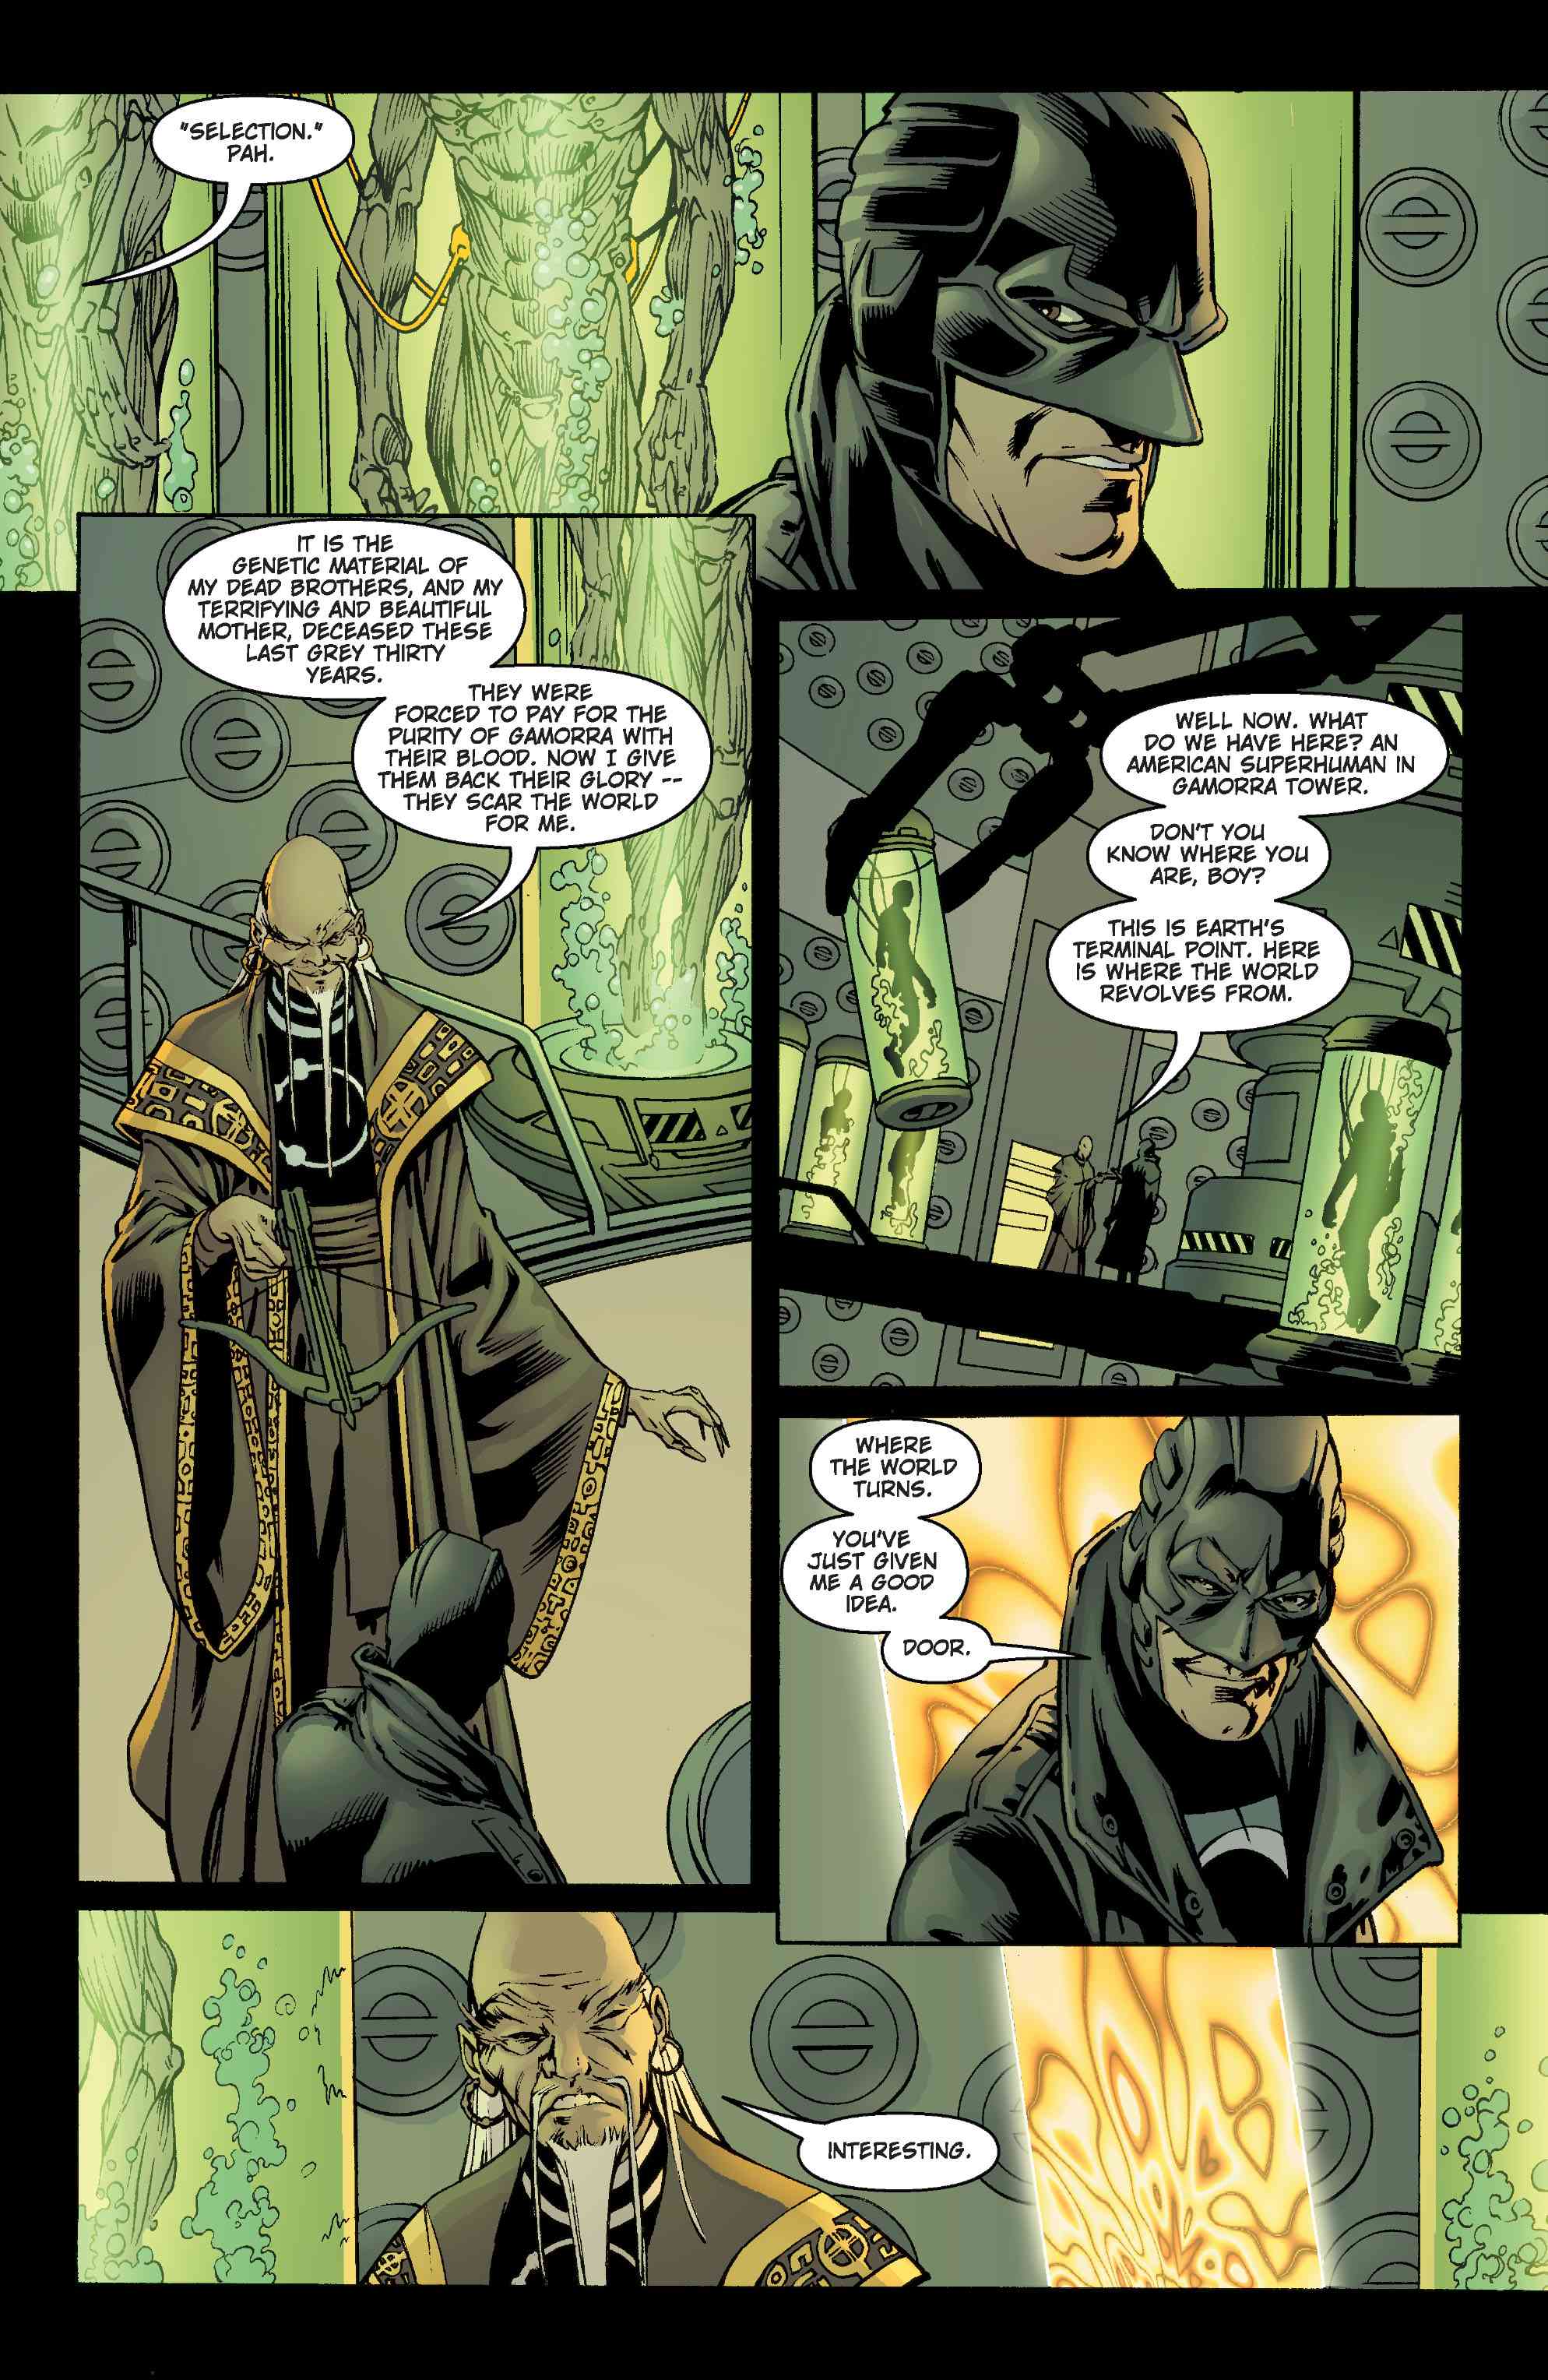 "SELECTION."
PAH.
IT IS THE
GENETIC MATERIAL OF
MY DEAD BROTHERS, AND MY
TERRIFYING AND BEAUTIFUL
MOTHER, DECEASED THESE
LAST GREY THIRTY
YEARS.
THEY WERE
FORCED TO PAY FOR THE
PURITY OF GAMORRA WITH
THEIR BLOOD. NOW I GIVE
THEM BACK THEIR GLORY --
THEY SCAR THE WORLD
FOR ME.
WELL NOW. WHAT
DO WE HAVE HERE? AN
AMERICAN SUPERHUMAN IN
GAMORRA TOWER.
DON'T YOU
KNOW WHERE YOU
ARE, BOY?
THIS IS EARTH'S
TERMINAL POINT. HERE
IS WHERE THE WORLD
REVOLVES FROM.
WHERE
THE WORLD
TURNS.
YOU'VE
JUST GIVEN
ME A GOOD
IDEA.
DOOR.
INTERESTING.